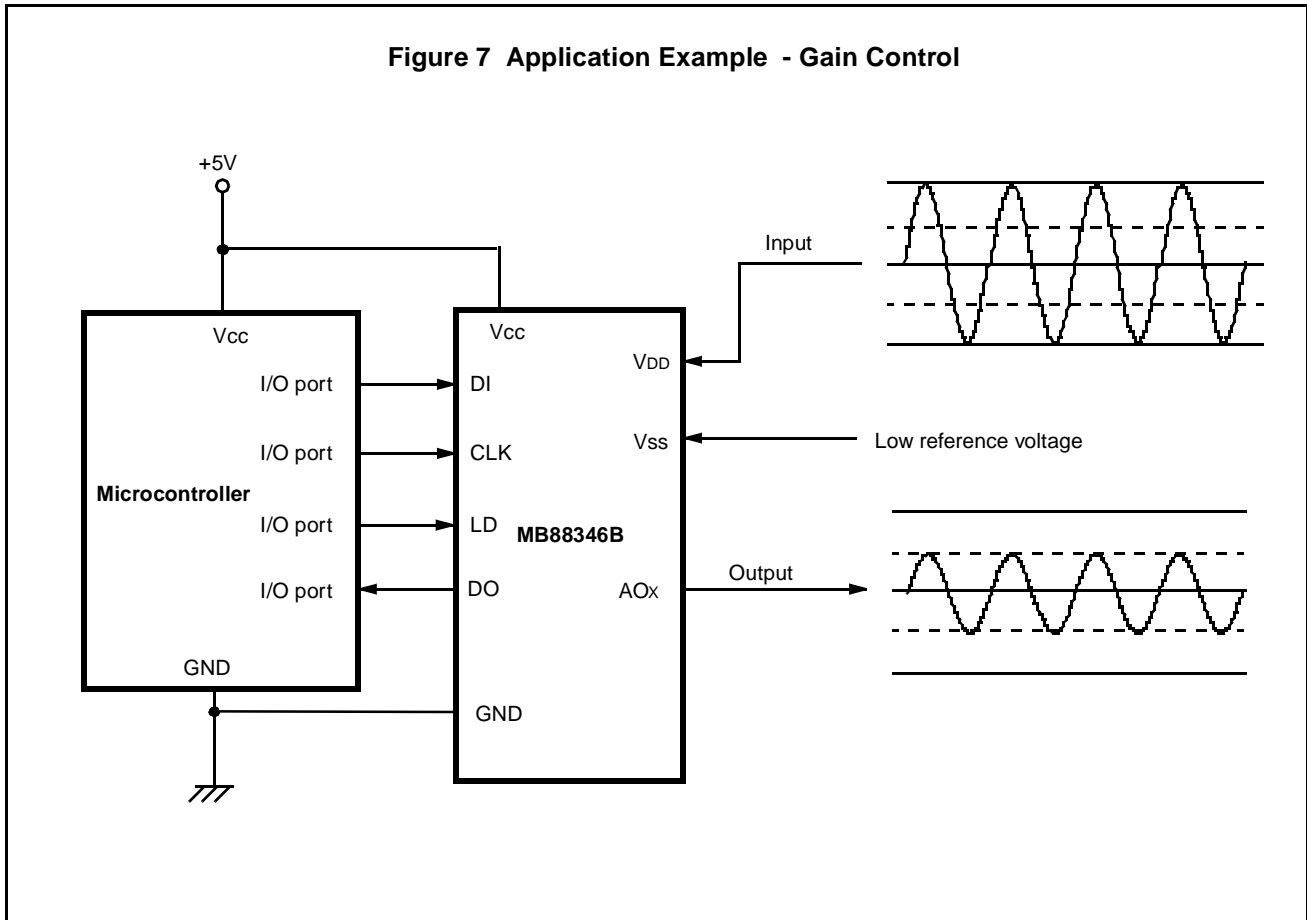 Figure 7 Application Example - Gain Control
+5V
Input
Vcc
I/O port
I/O port
Microcontroller
I/O port
I/O port
GND
Vcc
DI
CLK
LD
DO
GND
MB88346B
VDD
Vss
AOx
Low reference voltage
Output